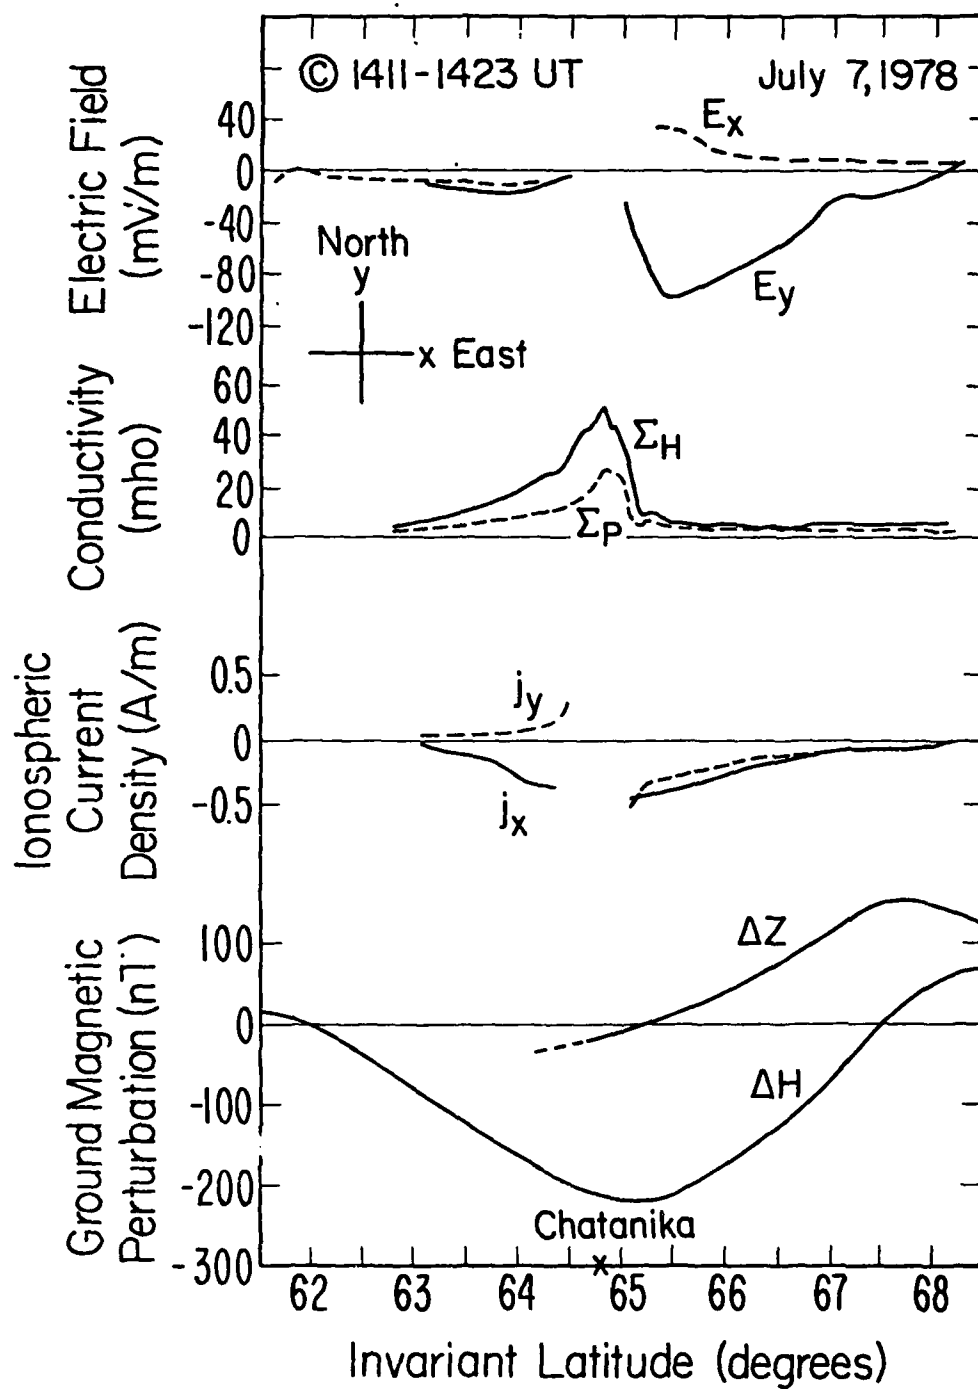 © 1411-1423 UT July 7, 1978
Electric Field
(mV/m)
40
0
-40
-80
-120
Ex
Ey
North
y
x East
Conductivity
(mho)
60
40
20
0
ΣH
ΣP
Ionospheric
Current
Density (A/m)
0.5
0
-0.5
jy
jx
Ground Magnetic
Perturbation (nT)
100
0
-100
-200
-300
ΔZ
ΔH
Chatanika
x
62 63 64 65 66 67 68
Invariant Latitude (degrees)